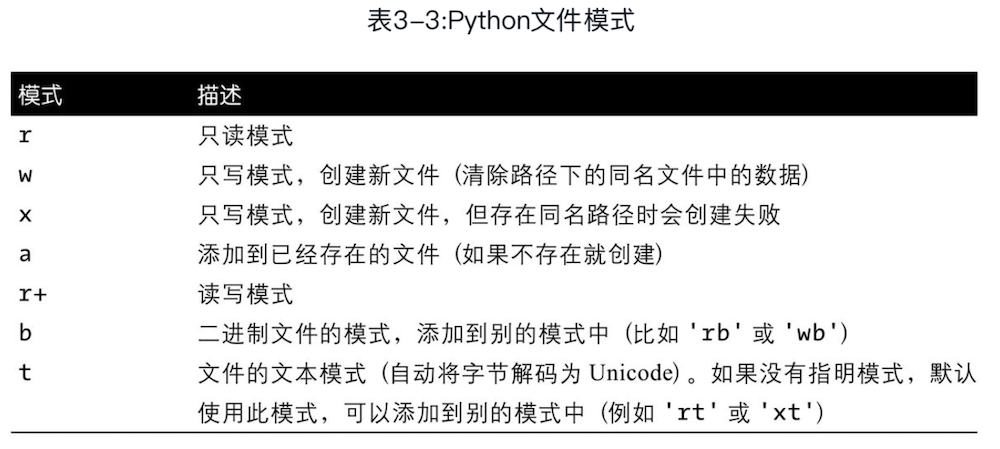 表3-3:Python文件模式
模式 描述
r 只读模式
w 只写模式，创建新文件（清除路径下的同名文件中的数据）
x 只写模式，创建新文件，但存在同名路径时会创建失败
a 添加到已经存在的文件（如果不存在就创建）
r+ 读写模式
b 二进制文件的模式，添加到别的模式中（比如 'rb' 或 'wb'）
t 文件的文本模式（自动将字节解码为 Unicode）。如果没有指明模式，默认
使用此模式，可以添加到别的模式中（例如 'rt' 或 'xt'）